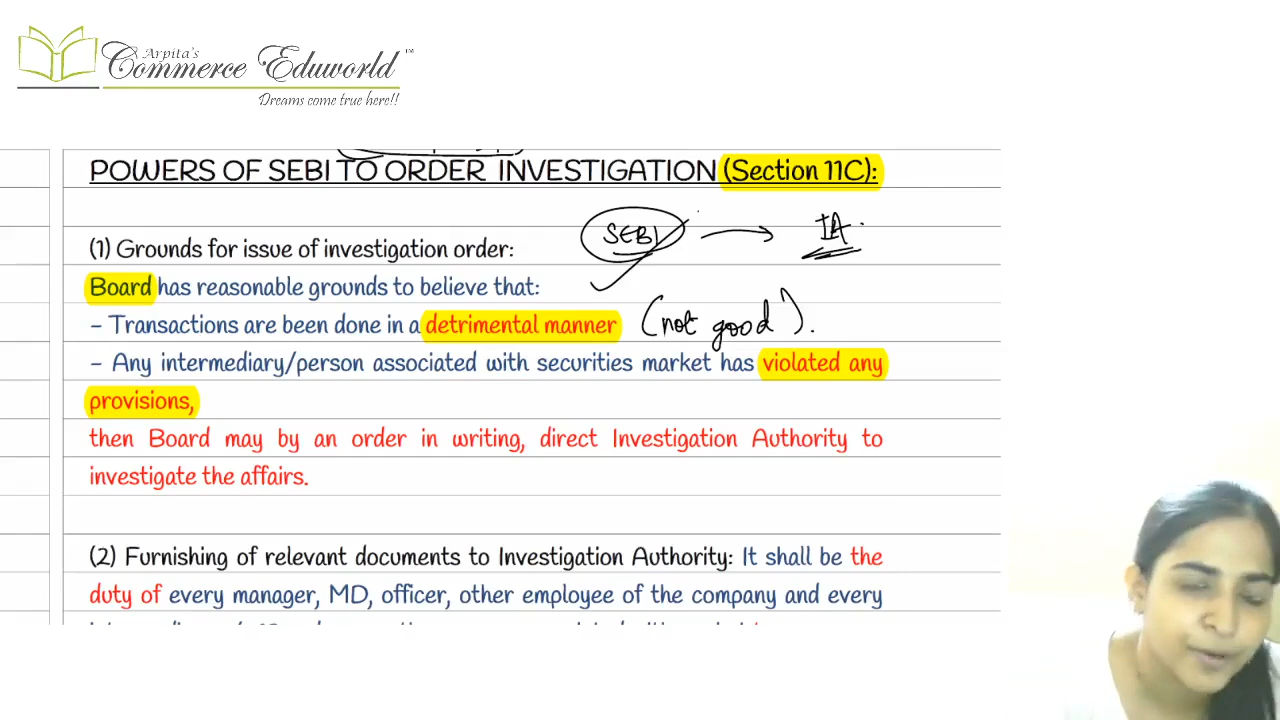 Arpita's
Commerce Eduworld™
Dreams come true here!!
POWERS OF SEBI TO ORDER INVESTIGATION (Section 11C):
SEBI → IA
(1) Grounds for issue of investigation order:
Board has reasonable grounds to believe that:
- Transactions are been done in a detrimental manner (not good).
- Any intermediary/person associated with securities market has violated any
provisions,
then Board may by an order in writing, direct Investigation Authority to
investigate the affairs.
(2) Furnishing of relevant documents to Investigation Authority: It shall be the
duty of every manager, MD, officer, other employee of the company and every